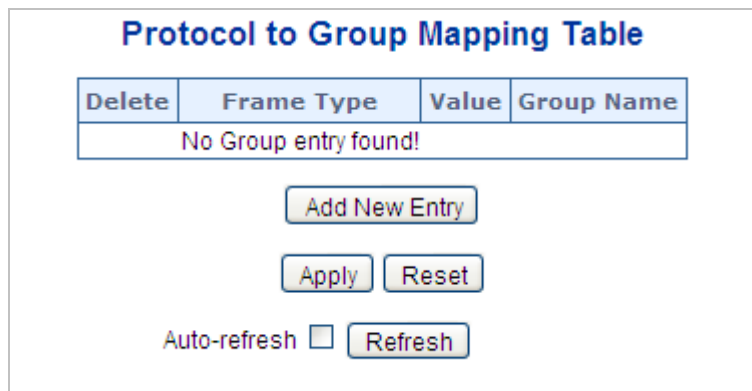 Protocol to Group Mapping Table
Delete Frame Type Value Group Name
No Group entry found!
Add New Entry
Apply Reset
Auto-refresh Refresh